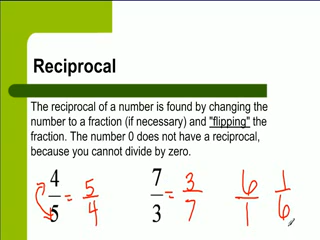 Reciprocal
The reciprocal of a number is found by changing the
number to a fraction (if necessary) and "flipping" the
fraction. The number 0 does not have a reciprocal,
because you cannot divide by zero.
4/5 = 5/4 7/3 = 3/7 6/1 1/6